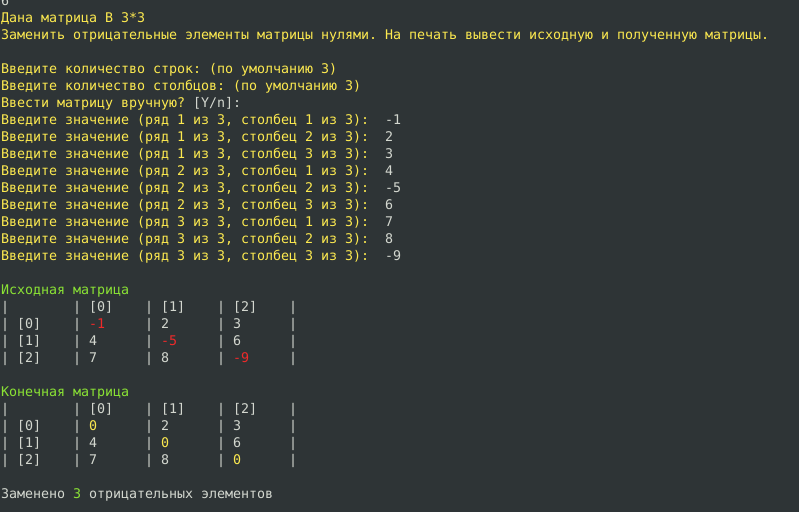 6
Дана матрица В 3*3
Заменить отрицательные элементы матрицы нулями. На печать вывести исходную и полученную матрицы.
Введите количество строк: (по умолчанию 3)
Введите количество столбцов: (по умолчанию 3)
Ввести матрицу вручную? [Y/n]:
Введите значение (ряд 1 из 3, столбец 1 из 3):  -1
Введите значение (ряд 1 из 3, столбец 2 из 3):  2
Введите значение (ряд 1 из 3, столбец 3 из 3):  3
Введите значение (ряд 2 из 3, столбец 1 из 3):  4
Введите значение (ряд 2 из 3, столбец 2 из 3):  -5
Введите значение (ряд 2 из 3, столбец 3 из 3):  6
Введите значение (ряд 3 из 3, столбец 1 из 3):  7
Введите значение (ряд 3 из 3, столбец 2 из 3):  8
Введите значение (ряд 3 из 3, столбец 3 из 3):  -9
Исходная матрица
|        | [0]    | [1]    | [2]    |
| [0]    | -1     | 2      | 3      |
| [1]    | 4      | -5     | 6      |
| [2]    | 7      | 8      | -9     |
Конечная матрица
|        | [0]    | [1]    | [2]    |
| [0]    | 0      | 2      | 3      |
| [1]    | 4      | 0      | 6      |
| [2]    | 7      | 8      | 0      |
Заменено 3 отрицательных элементов